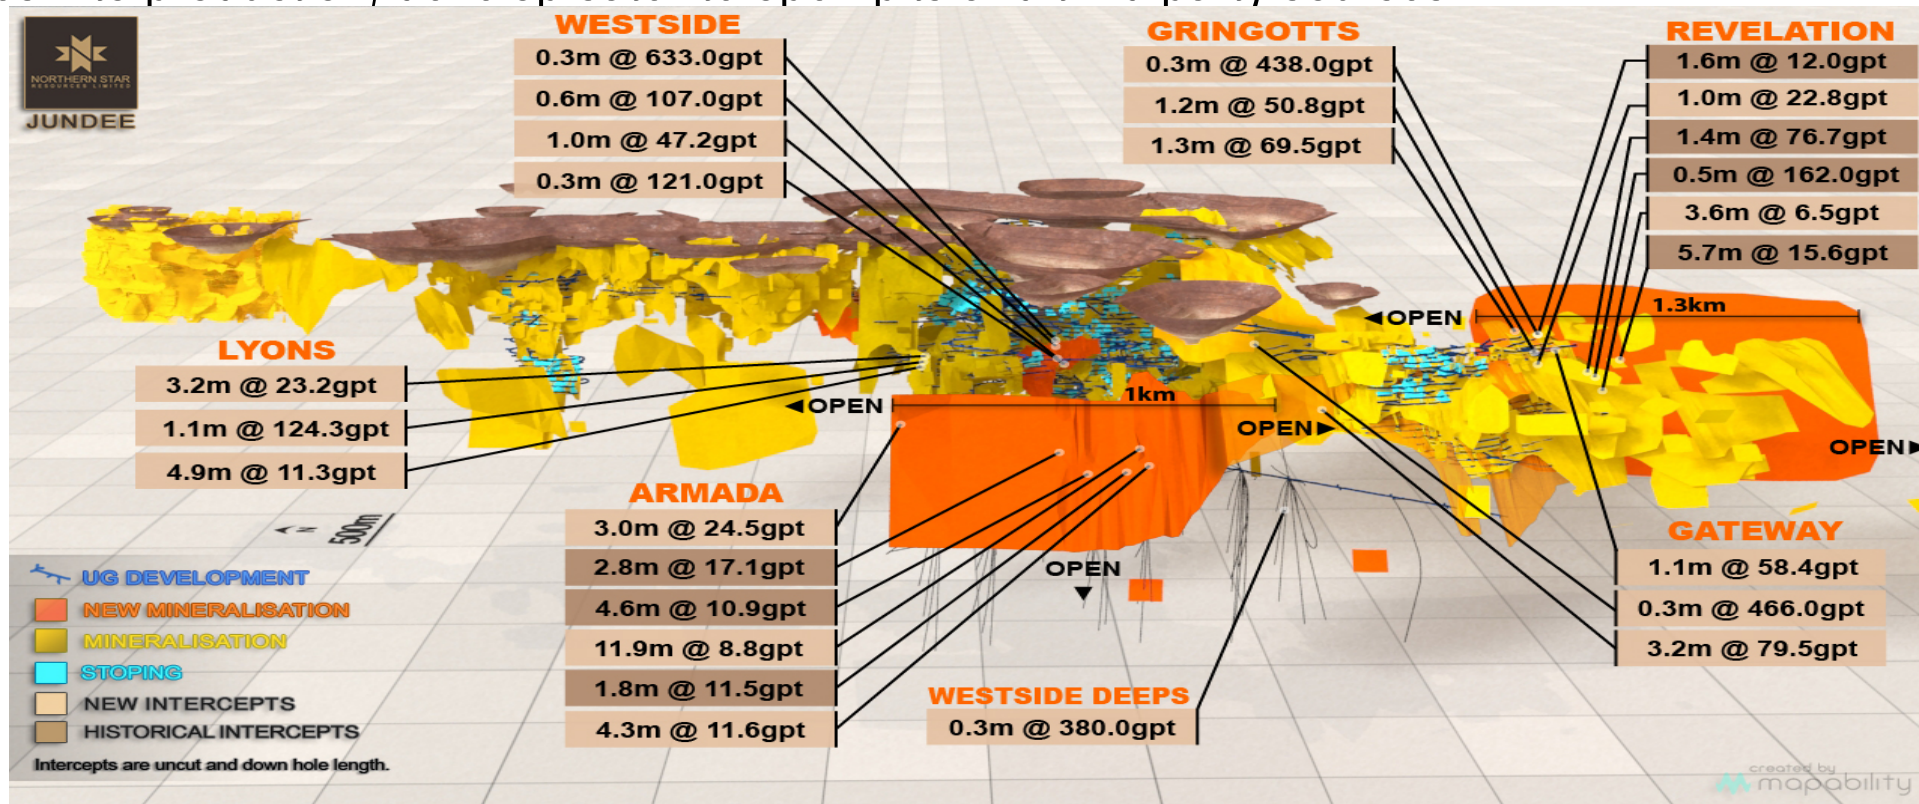 NORTHERN STAR
RESOURCES LIMITED
JUNDEE
WESTSIDE
0.3m @ 633.0gpt
0.6m @ 107.0gpt
1.0m @ 47.2gpt
0.3m @ 121.0gpt
GRINGOTTS
0.3m @ 438.0gpt
1.2m @ 50.8gpt
1.3m @ 69.5gpt
REVELATION
1.6m @ 12.0gpt
1.0m @ 22.8gpt
1.4m @ 76.7gpt
0.5m @ 162.0gpt
3.6m @ 6.5gpt
5.7m @ 15.6gpt
1.3km
◄OPEN
LYONS
3.2m @ 23.2gpt
1.1m @ 124.3gpt
4.9m @ 11.3gpt
◄OPEN
1km
OPEN►
OPEN►
ARMADA
3.0m @ 24.5gpt
2.8m @ 17.1gpt
4.6m @ 10.9gpt
11.9m @ 8.8gpt
1.8m @ 11.5gpt
4.3m @ 11.6gpt
OPEN
▼
WESTSIDE DEEPS
0.3m @ 380.0gpt
GATEWAY
1.1m @ 58.4gpt
0.3m @ 466.0gpt
3.2m @ 79.5gpt
N
500m
UG DEVELOPMENT
NEW MINERALISATION
MINERALISATION
STOPING
NEW INTERCEPTS
HISTORICAL INTERCEPTS
Intercepts are uncut and down hole length.
created by
mapability